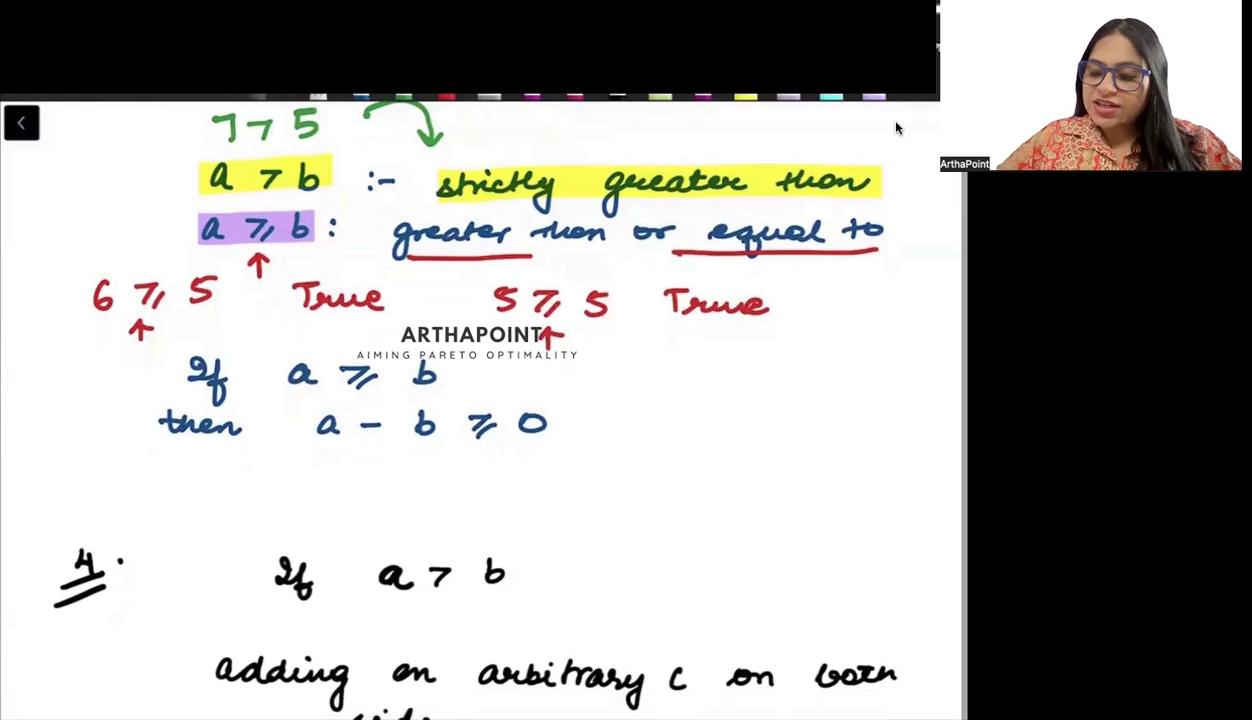 7 > 5
a > b :- strictly greater than
a ≥ b : greater then or equal to
6 ≥ 5 True 5 ≥ 5 True
ARTHAPOINT
AIMING PARETO OPTIMALITY
If a ≥ b
then a - b ≥ 0
4. If a > b
adding an arbitrary c on both
ArthaPoint